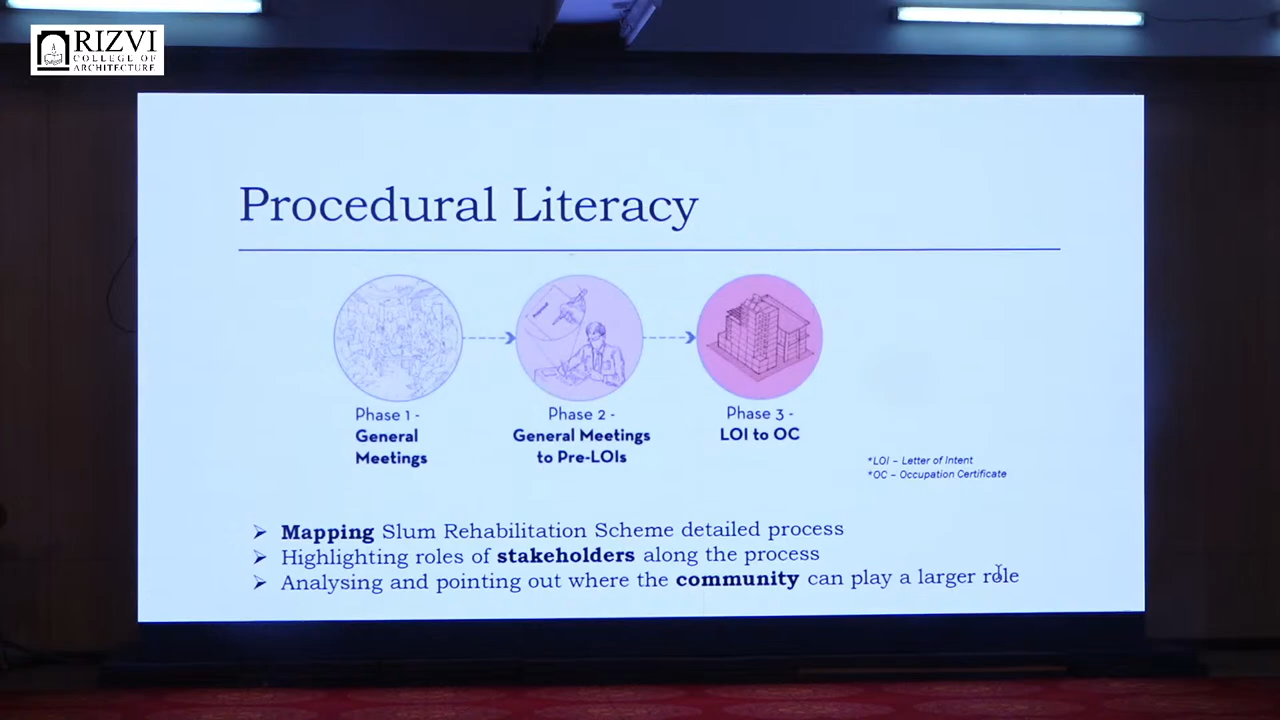 RIZVI
COLLEGE OF
ARCHITECTURE
Procedural Literacy
Phase 1 -
General
Meetings
Phase 2 -
General Meetings
to Pre-LOIs
Phase 3 -
LOI to OC
*LOI – Letter of Intent
*OC – Occupation Certificate
➢ Mapping Slum Rehabilitation Scheme detailed process
➢ Highlighting roles of stakeholders along the process
➢ Analysing and pointing out where the community can play a larger role